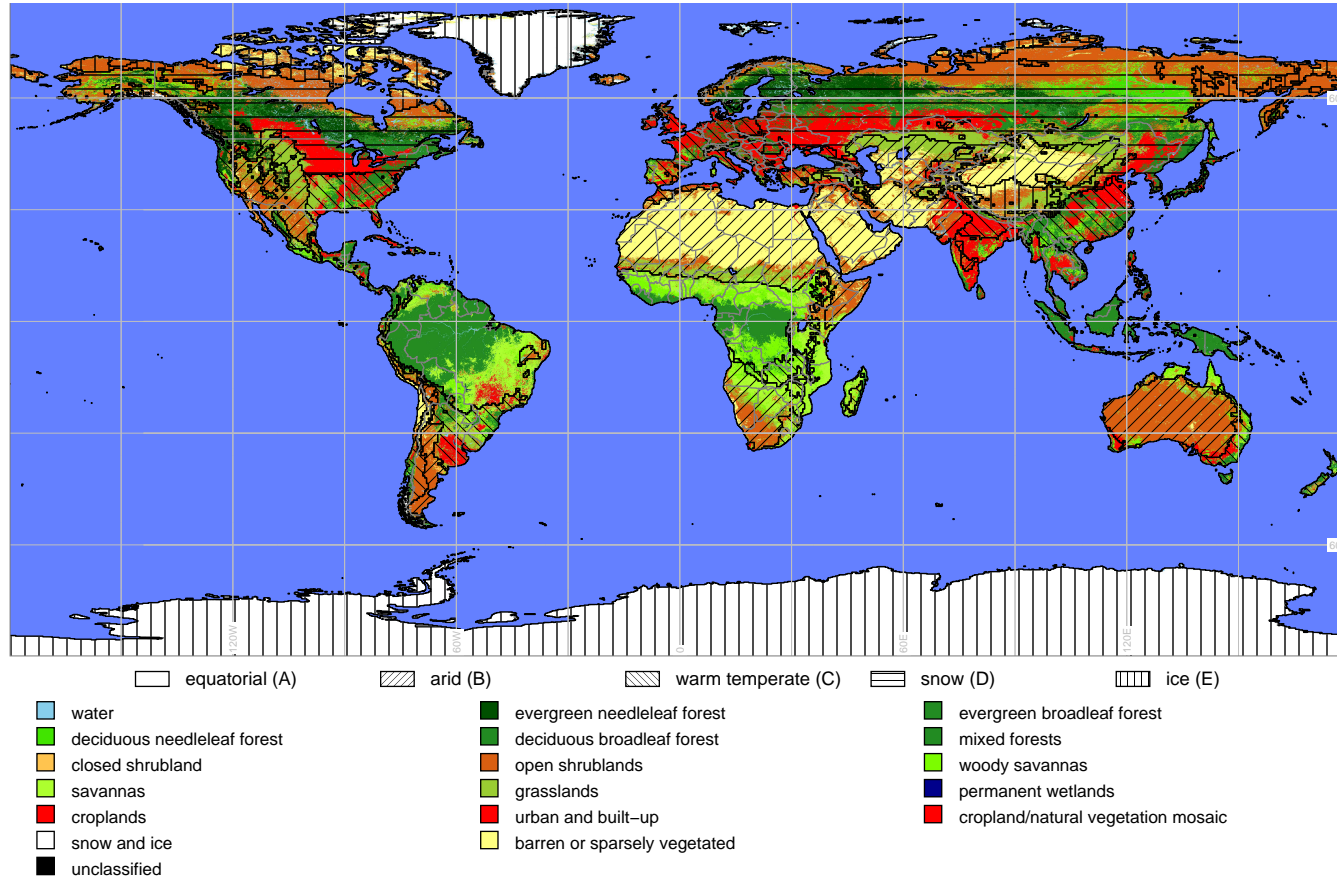 60
60
120W
60W
0
60E
120E
equatorial (A) arid (B) warm temperate (C) snow (D) ice (E)
water evergreen needleleaf forest evergreen broadleaf forest
deciduous needleleaf forest deciduous broadleaf forest mixed forests
closed shrubland open shrublands woody savannas
savannas grasslands permanent wetlands
croplands urban and built−up cropland/natural vegetation mosaic
snow and ice barren or sparsely vegetated
unclassified